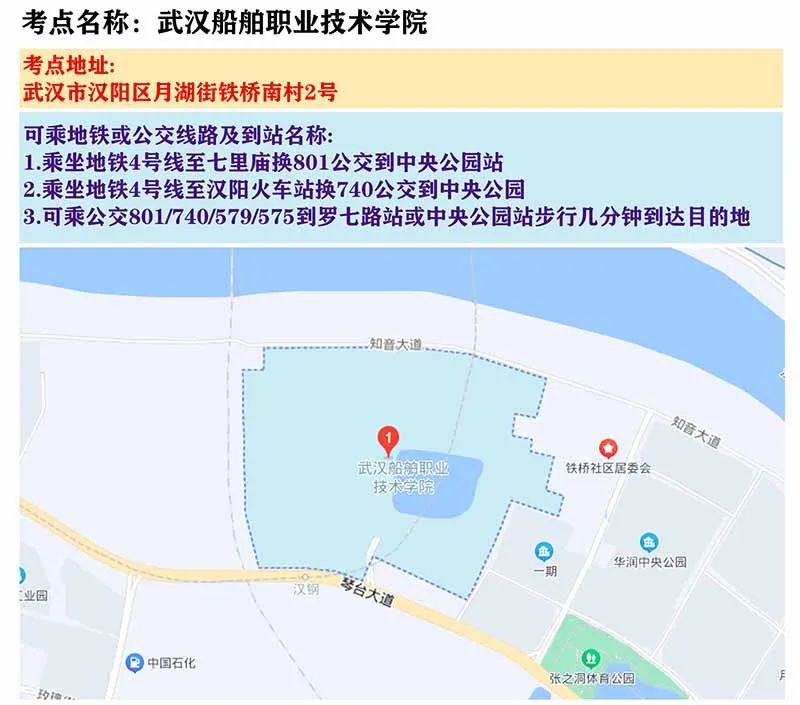 考点名称：武汉船舶职业技术学院
考点地址:
武汉市汉阳区月湖街铁桥南村2号
可乘地铁或公交线路及到站名称:
1.乘坐地铁4号线至七里庙换801公交到中央公园站
2.乘坐地铁4号线至汉阳火车站换740公交到中央公园
3.可乘公交801/740/579/575到罗七路站或中央公园站步行几分钟到达目的地
知音大道
知音大道
1
武汉船舶职业
技术学院
铁桥社区居委会
一期
华润中央公园
汉钢
琴台大道
工业园
中国石化
张之洞体育公园